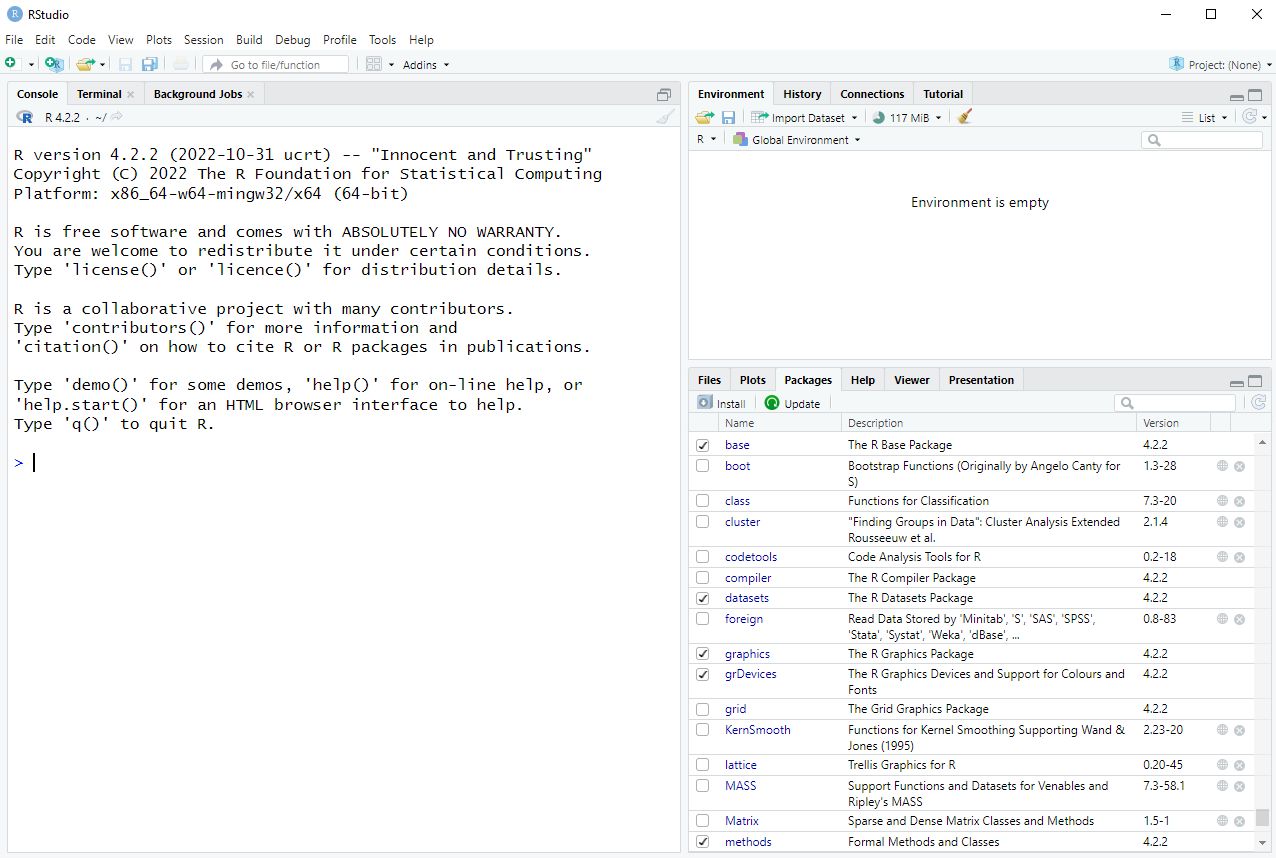 RStudio
File Edit Code View Plots Session Build Debug Profile Tools Help
Go to file/function Addins Project: (None)
Console Terminal Background Jobs
R 4.2.2 · ~/
R version 4.2.2 (2022-10-31 ucrt) -- "Innocent and Trusting"
Copyright (C) 2022 The R Foundation for Statistical Computing
Platform: x86_64-w64-mingw32/x64 (64-bit)
R is free software and comes with ABSOLUTELY NO WARRANTY.
You are welcome to redistribute it under certain conditions.
Type 'license()' or 'licence()' for distribution details.
R is a collaborative project with many contributors.
Type 'contributors()' for more information and
'citation()' on how to cite R or R packages in publications.
Type 'demo()' for some demos, 'help()' for on-line help, or
'help.start()' for an HTML browser interface to help.
Type 'q()' to quit R.
>
Environment History Connections Tutorial
Import Dataset 117 MiB List
R Global Environment
Environment is empty
Files Plots Packages Help Viewer Presentation
Install Update
Name Description Version
base The R Base Package 4.2.2
boot Bootstrap Functions (Originally by Angelo Canty for 1.3-28
S)
class Functions for Classification 7.3-20
cluster "Finding Groups in Data": Cluster Analysis Extended 2.1.4
Rousseeuw et al.
codetools Code Analysis Tools for R 0.2-18
compiler The R Compiler Package 4.2.2
datasets The R Datasets Package 4.2.2
foreign Read Data Stored by 'Minitab', 'S', 'SAS', 'SPSS', 0.8-83
'Stata', 'Systat', 'Weka', 'dBase', ...
graphics The R Graphics Package 4.2.2
grDevices The R Graphics Devices and Support for Colours and 4.2.2
Fonts
grid The Grid Graphics Package 4.2.2
KernSmooth Functions for Kernel Smoothing Supporting Wand & 2.23-20
Jones (1995)
lattice Trellis Graphics for R 0.20-45
MASS Support Functions and Datasets for Venables and 7.3-58.1
Ripley's MASS
Matrix Sparse and Dense Matrix Classes and Methods 1.5-1
methods Formal Methods and Classes 4.2.2